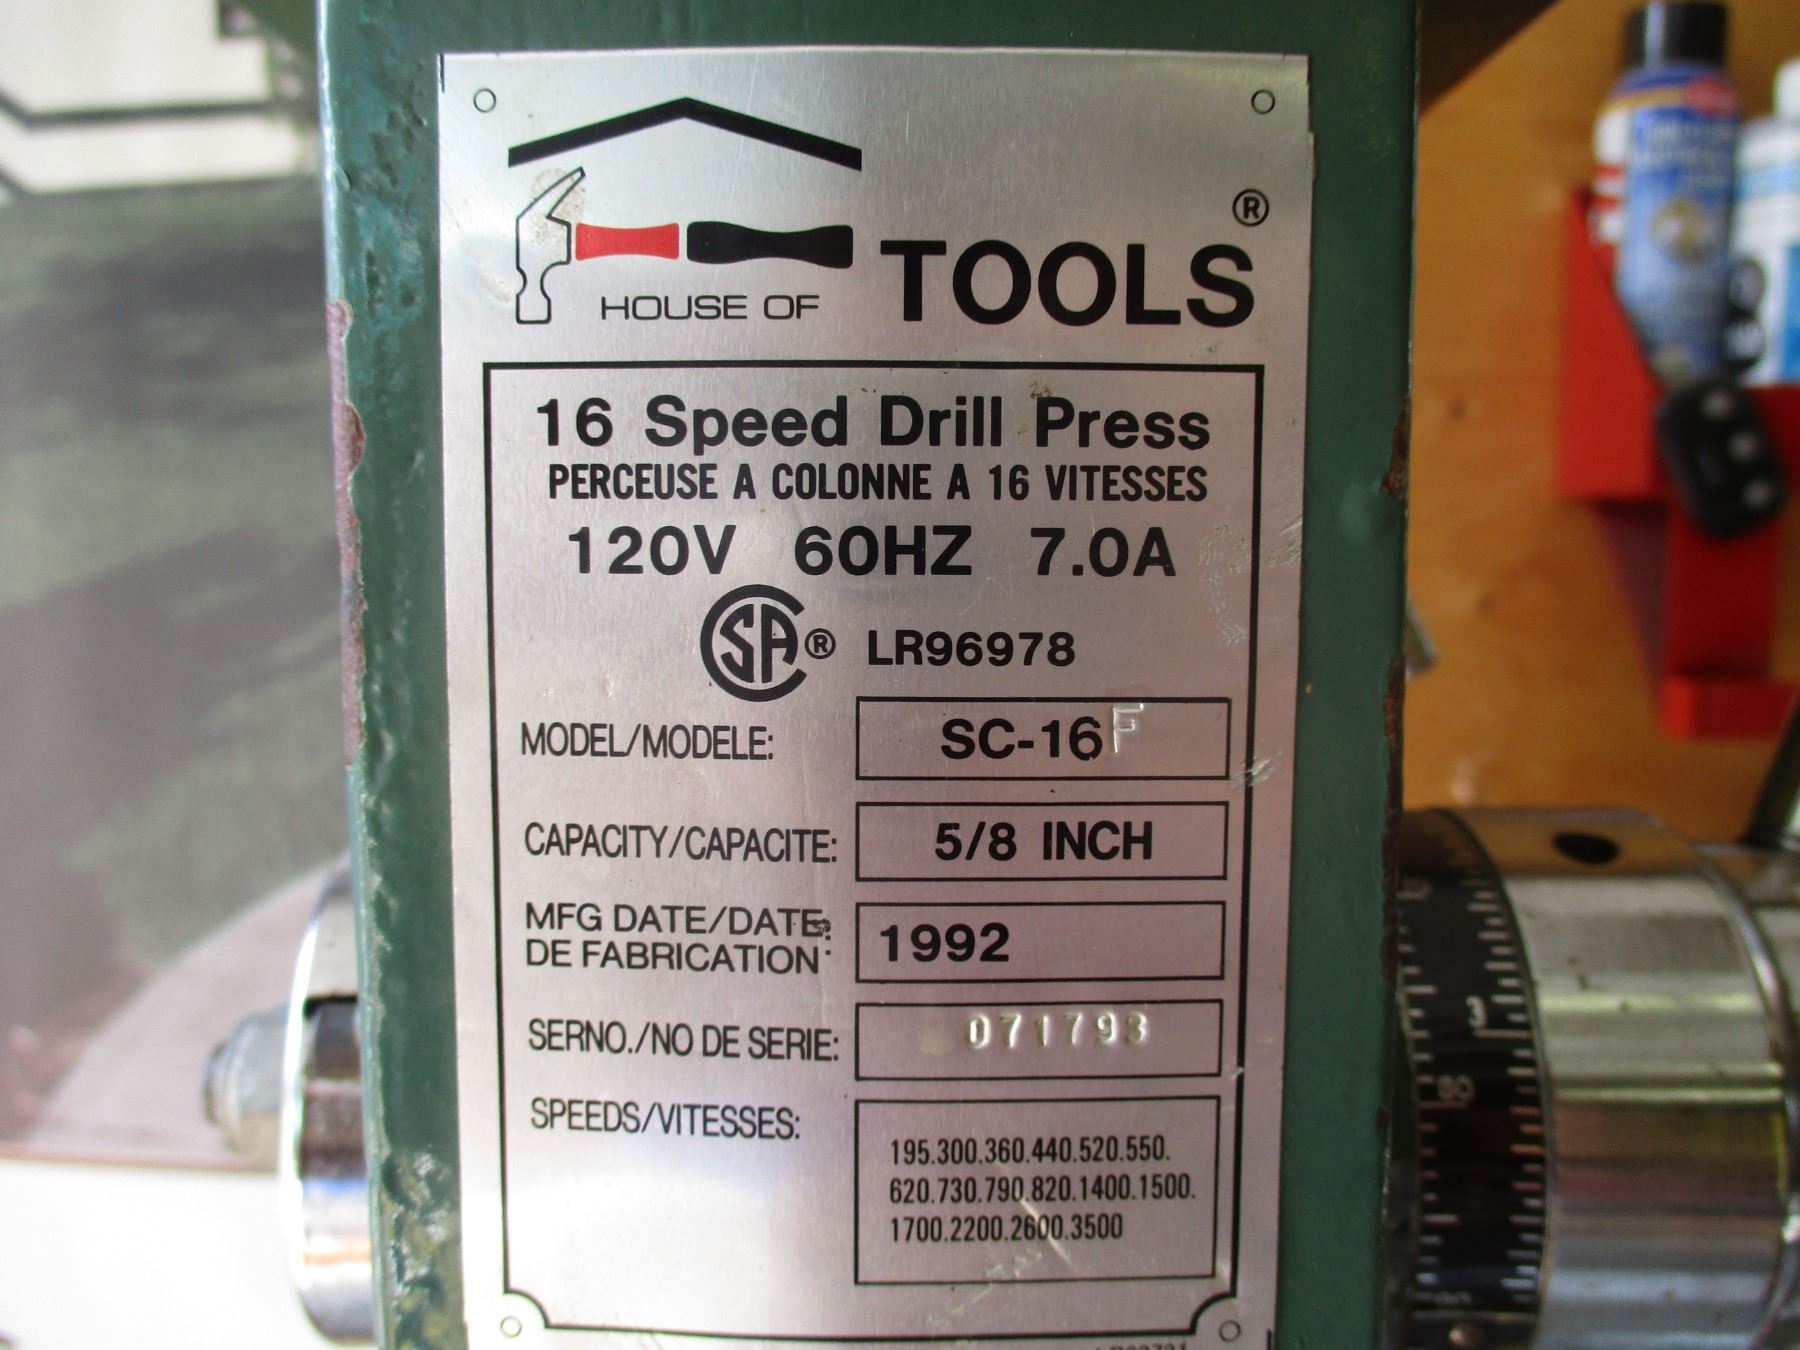 HOUSE OF TOOLS ®
16 Speed Drill Press
PERCEUSE A COLONNE A 16 VITESSES
120V 60HZ 7.0A
CSA ® LR96978
MODEL/MODELE: SC-16F
CAPACITY/CAPACITE: 5/8 INCH
MFG DATE/DATE:
DE FABRICATION: 1992
SERNO./NO DE SERIE: 071793
SPEEDS/VITESSES:
195.300.360.440.520.550.
620.730.790.820.1400.1500.
1700.2200.2600.3500
3